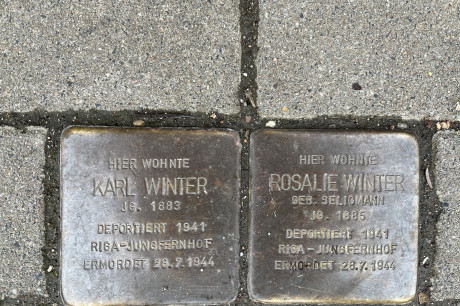 HIER WOHNTE
KARL WINTER
JG. 1883
DEPORTIERT 1941
RIGA-JUNGFERNHOF
ERMORDET 29.7.1944
HIER WOHNTE
ROSALIE WINTER
GEB. SELIGMANN
JG. 1885
DEPORTIERT 1941
RIGA-JUNGFERNHOF
ERMORDET 28.7.1944